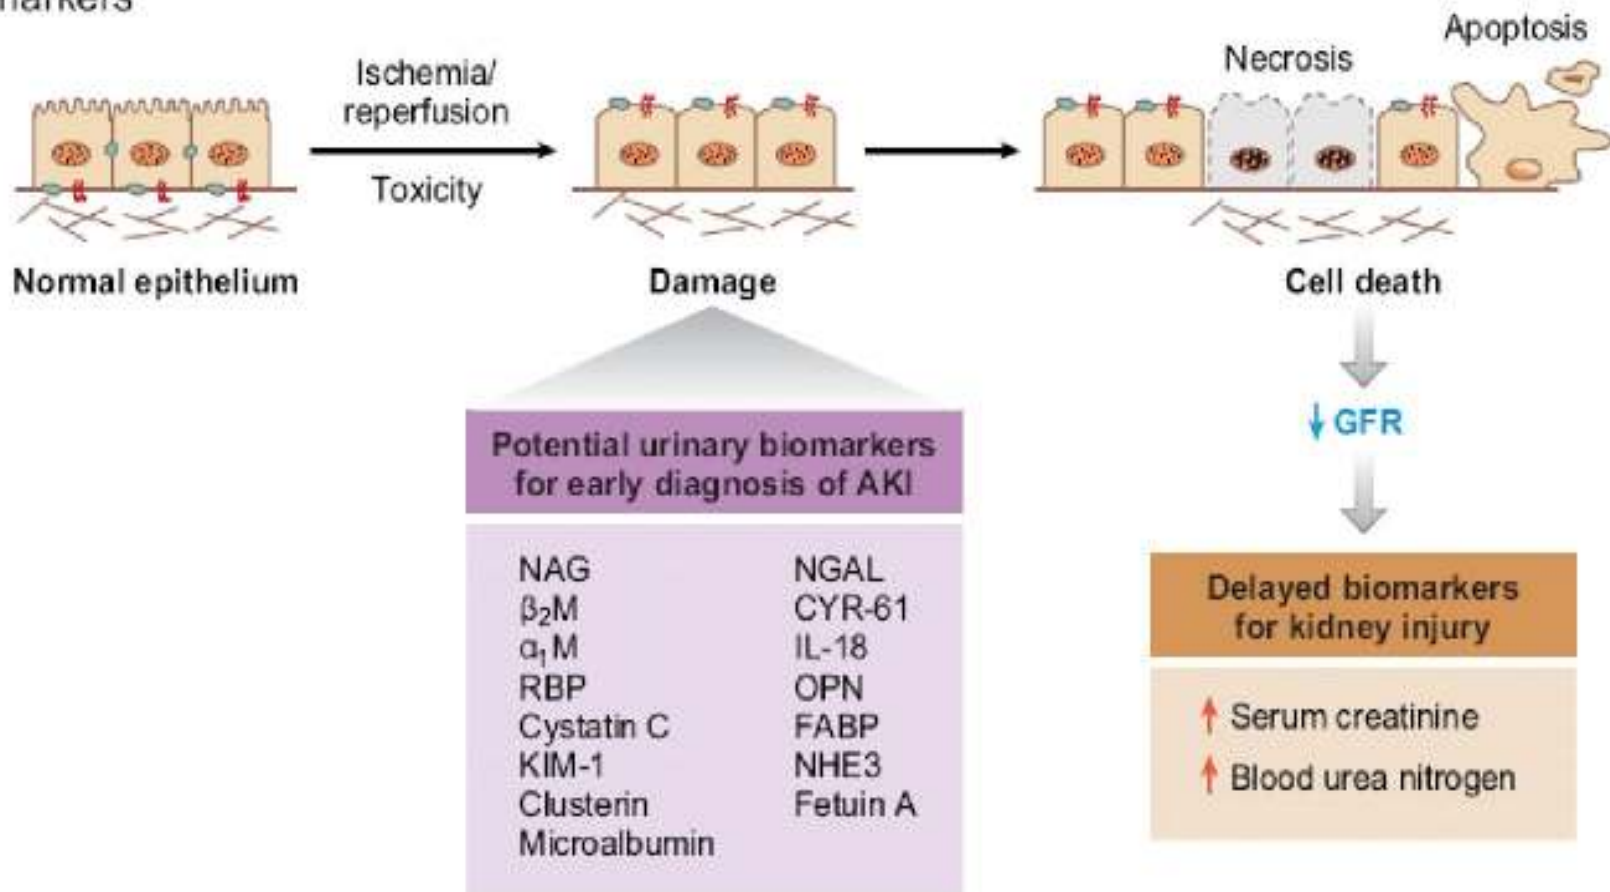 markers
Apoptosis
Necrosis
Ischemia/
reperfusion
Toxicity
Normal epithelium
Damage
Cell death
↓ GFR
Potential urinary biomarkers
for early diagnosis of AKI
NAG
β₂M
α₁M
RBP
Cystatin C
KIM-1
Clusterin
Microalbumin
NGAL
CYR-61
IL-18
OPN
FABP
NHE3
Fetuin A
Delayed biomarkers
for kidney injury
↑ Serum creatinine
↑ Blood urea nitrogen